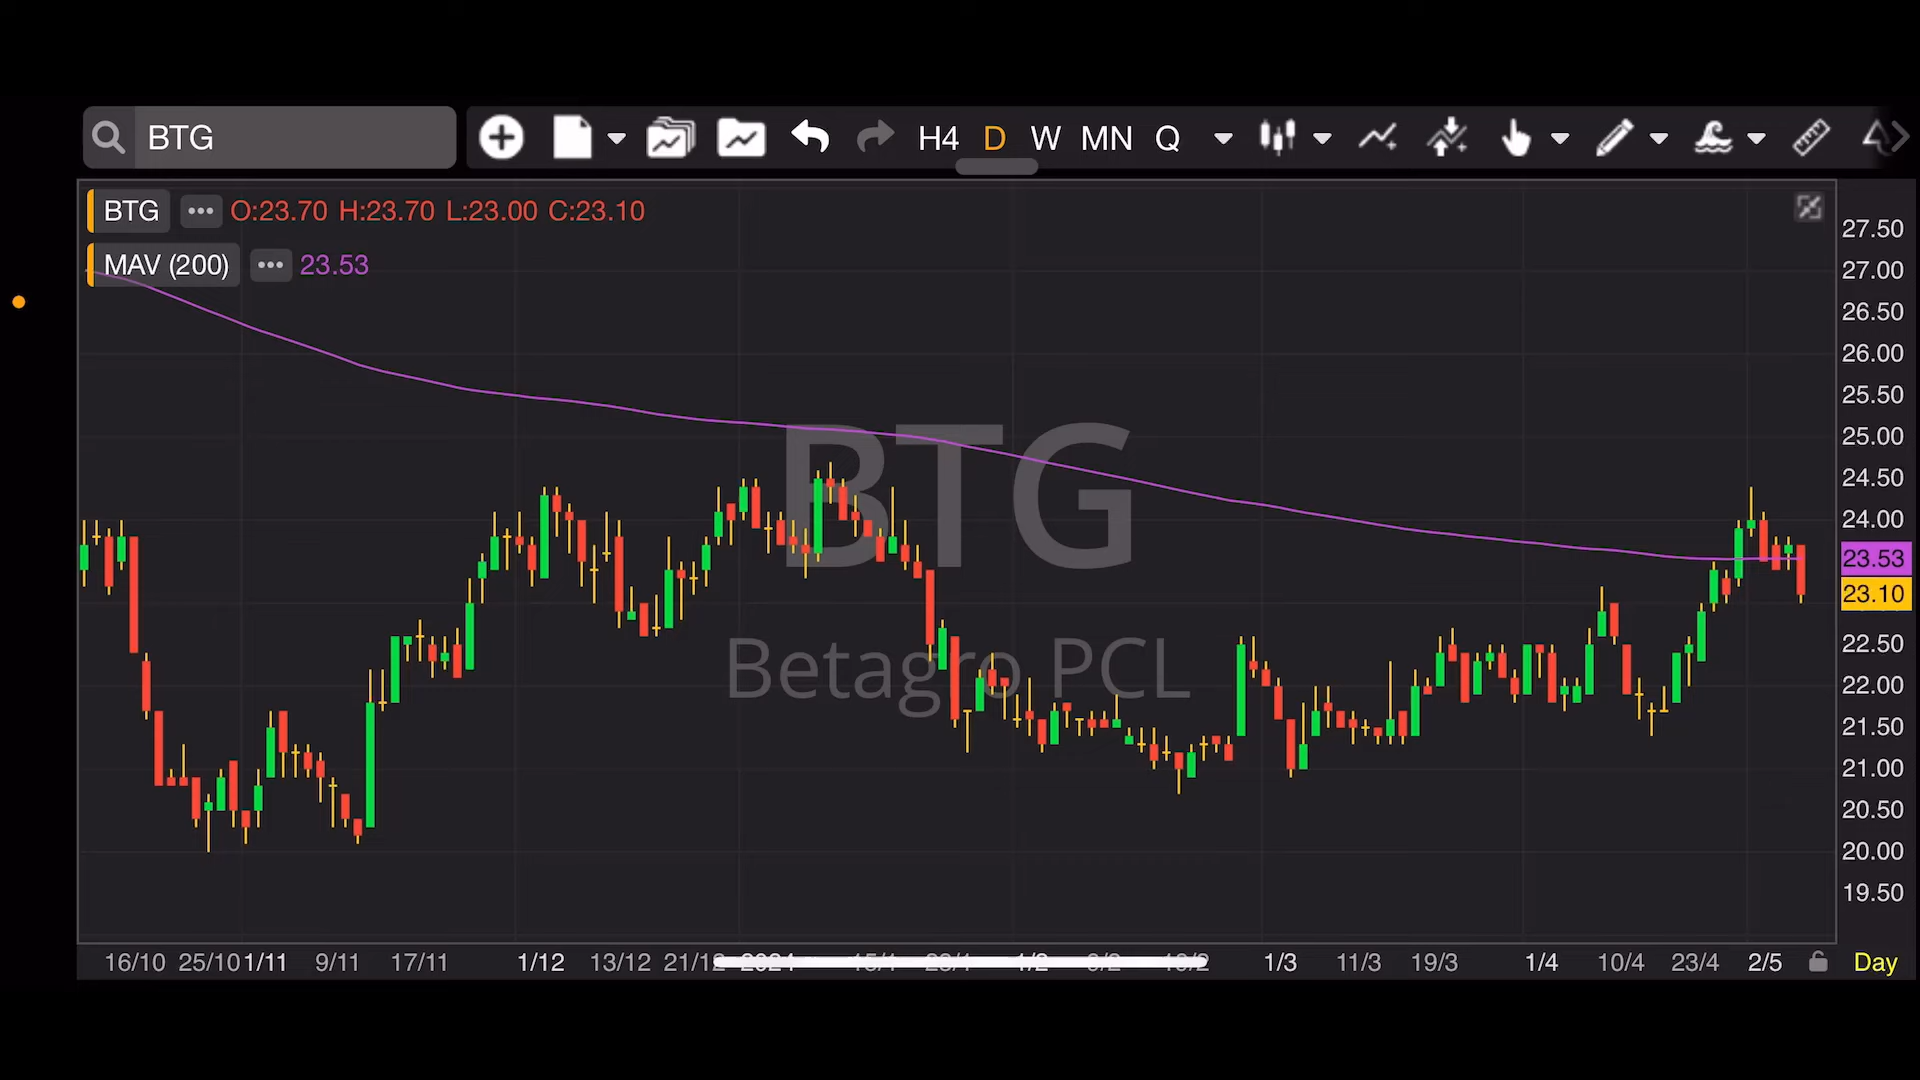 BTG H4 D W MN Q
BTG ••• O:23.70 H:23.70 L:23.00 C:23.10
MAV (200) ••• 23.53
BTG
Betagro PCL
27.50
27.00
26.50
26.00
25.50
25.00
24.50
24.00
23.53
23.10
22.50
22.00
21.50
21.00
20.50
20.00
19.50
16/10 25/10 1/11 9/11 17/11 1/12 13/12 21/12 2024 1/3 11/3 19/3 1/4 10/4 23/4 2/5 Day